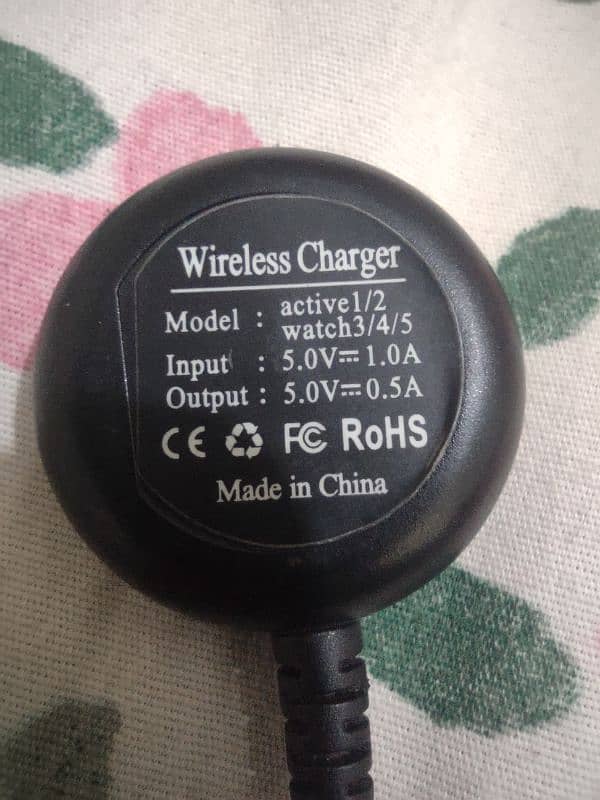 Wireless Charger
Model : active1/2
watch3/4/5
Input : 5.0V⎓1.0A
Output : 5.0V⎓0.5A
CE FC RoHS
Made in China